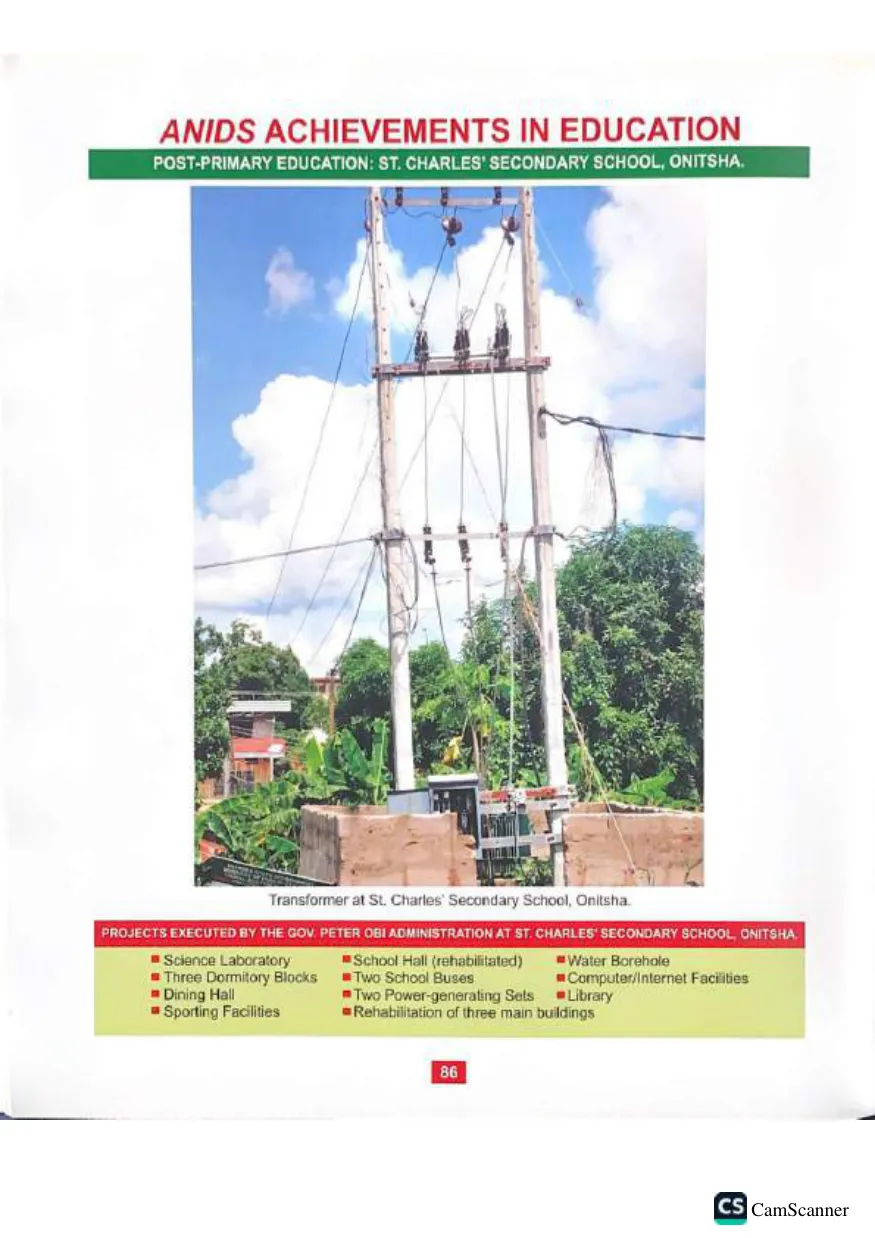 ANIDS ACHIEVEMENTS IN EDUCATION
POST-PRIMARY EDUCATION: ST. CHARLES' SECONDARY SCHOOL, ONITSHA.
Transformer at St. Charles' Secondary School, Onitsha.
PROJECTS EXECUTED BY THE GOV. PETER OBI ADMINISTRATION AT ST. CHARLES' SECONDARY SCHOOL, ONITSHA.
Science Laboratory
Three Dormitory Blocks
Dining Hall
Sporting Facilities
School Hall (rehabilitated)
Two School Buses
Two Power-generating Sets
Rehabilitation of three main buildings
Water Borehole
Computer/Internet Facilities
Library
86
CS CamScanner